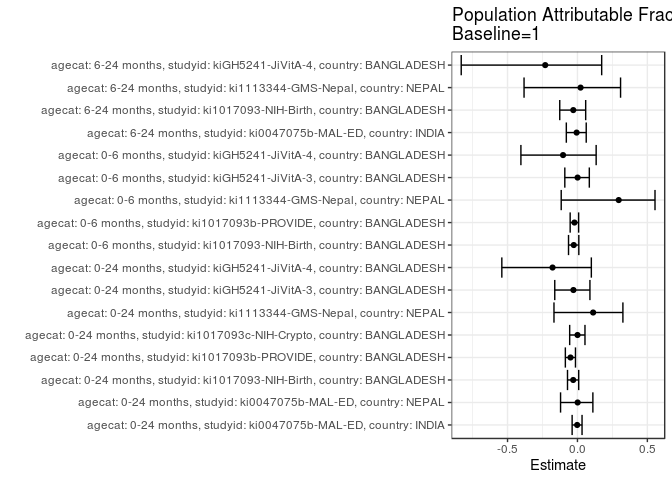 Population Attributable Frac
Baseline=1
agecat: 6-24 months, studyid: kiGH5241-JiVitA-4, country: BANGLADESH
agecat: 6-24 months, studyid: ki1113344-GMS-Nepal, country: NEPAL
agecat: 6-24 months, studyid: ki1017093-NIH-Birth, country: BANGLADESH
agecat: 6-24 months, studyid: ki0047075b-MAL-ED, country: INDIA
agecat: 0-6 months, studyid: kiGH5241-JiVitA-4, country: BANGLADESH
agecat: 0-6 months, studyid: kiGH5241-JiVitA-3, country: BANGLADESH
agecat: 0-6 months, studyid: ki1113344-GMS-Nepal, country: NEPAL
agecat: 0-6 months, studyid: ki1017093b-PROVIDE, country: BANGLADESH
agecat: 0-6 months, studyid: ki1017093-NIH-Birth, country: BANGLADESH
agecat: 0-24 months, studyid: kiGH5241-JiVitA-4, country: BANGLADESH
agecat: 0-24 months, studyid: kiGH5241-JiVitA-3, country: BANGLADESH
agecat: 0-24 months, studyid: ki1113344-GMS-Nepal, country: NEPAL
agecat: 0-24 months, studyid: ki1017093c-NIH-Crypto, country: BANGLADESH
agecat: 0-24 months, studyid: ki1017093b-PROVIDE, country: BANGLADESH
agecat: 0-24 months, studyid: ki1017093-NIH-Birth, country: BANGLADESH
agecat: 0-24 months, studyid: ki0047075b-MAL-ED, country: NEPAL
agecat: 0-24 months, studyid: ki0047075b-MAL-ED, country: INDIA
-0.5 0.0 0.5
Estimate